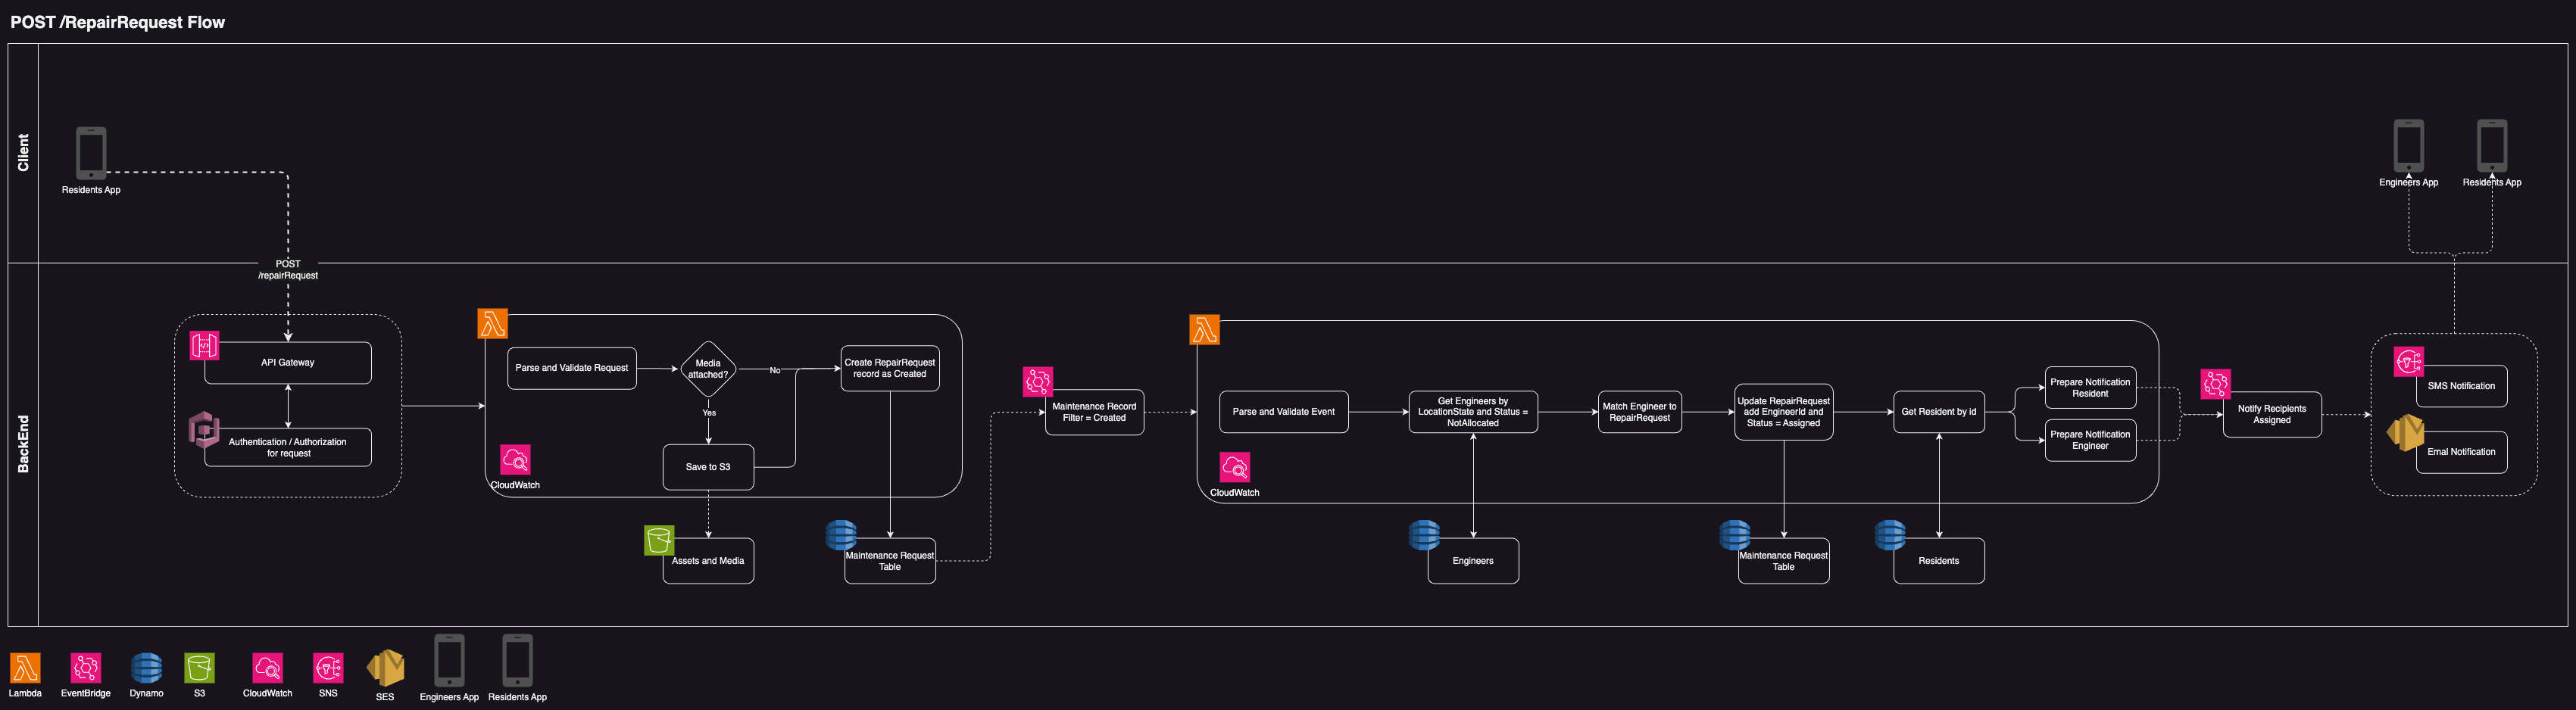 POST /RepairRequest Flow
Client
Residents App
Engineers App
Residents App
POST
/repairRequest
BackEnd
API Gateway
Authentication / Authorization
for request
Parse and Validate Request
Media
attached?
No
Yes
Create RepairRequest
record as Created
Save to S3
CloudWatch
Assets and Media
Maintenance Request
Table
Maintenance Record
Filter = Created
Parse and Validate Event
Get Engineers by
LocationState and Status =
NotAllocated
Match Engineer to
RepairRequest
Update RepairRequest
add EngineerId and
Status = Assigned
Get Resident by id
Prepare Notification
Resident
Prepare Notification
Engineer
CloudWatch
Engineers
Maintenance Request
Table
Residents
Notify Recipients
Assigned
SMS Notification
Emal Notification
Lambda
EventBridge
Dynamo
S3
CloudWatch
SNS
SES
Engineers App
Residents App